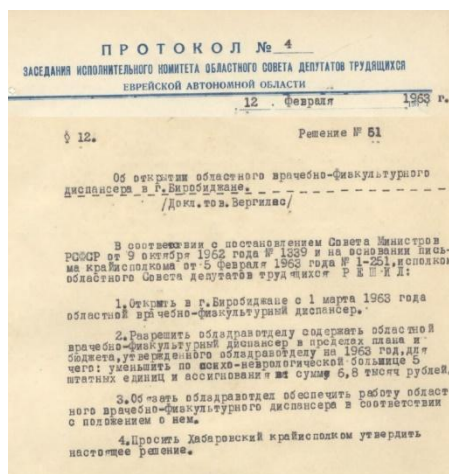 ПРОТОКОЛ № 4
ЗАСЕДАНИЯ ИСПОЛНИТЕЛЬНОГО КОМИТЕТА ОБЛАСТНОГО СОВЕТА ДЕПУТАТОВ ТРУДЯЩИХСЯ
ЕВРЕЙСКОЙ АВТОНОМНОЙ ОБЛАСТИ
12 . февраля 1963 г.
§ 12. Решение № 51
Об открытии областного врачебно-физкультурного
диспансера в г.Биробиджане.
/Докл.тов.Вергилес/
В соответствии с постановлением Совета Министров
РСФСР от 9 октября 1962 года № 1339 и на основании пись-
ма крайисполкома от 5 февраля 1963 года № 1-251,исполком
областного Совета депутатов трудящихся Р Е Ш И Л:
1.Открыть в г.Биробиджане с 1 марта 1963 года
областной врачебно-физкультурный диспансер.
2.Разрешить облздравотделу содержать областной
врачебно-физкультурный диспансер в пределах плана и
бюджета,утвержденного облздравотделу на 1963 год,для
чего: уменьшить по психо-неврологической больнице 5
штатных единиц и ассигнования на сумму 6,8 тысяч рублей.
3.Обязать облздравотдел обеспечить работу област-
ного врачебно-физкультурного диспансера в соответствии
с положением о нем.
4.Просить Хабаровский крайисполком утвердить
настоящее решение.